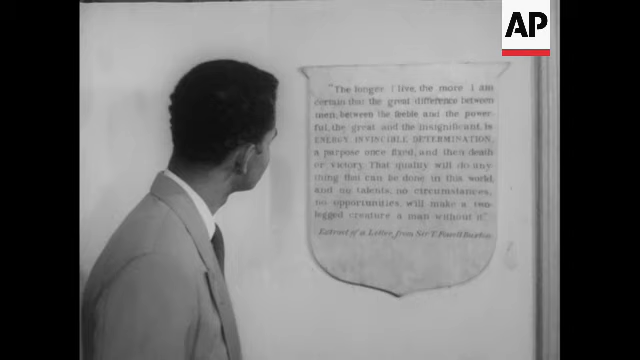 AP
"The longer I live, the more I am
certain that the great difference between
men, between the feeble and the power-
ful, the great and the insignificant, is
ENERGY, INVINCIBLE DETERMINATION,
a purpose once fixed, and then death
or victory. That quality will do any
thing that can be done in this world,
and no talents, no circumstances,
no opportunities, will make a two-
legged creature a man without it."
Extract of a Letter from Sir T. Fowell Buxton